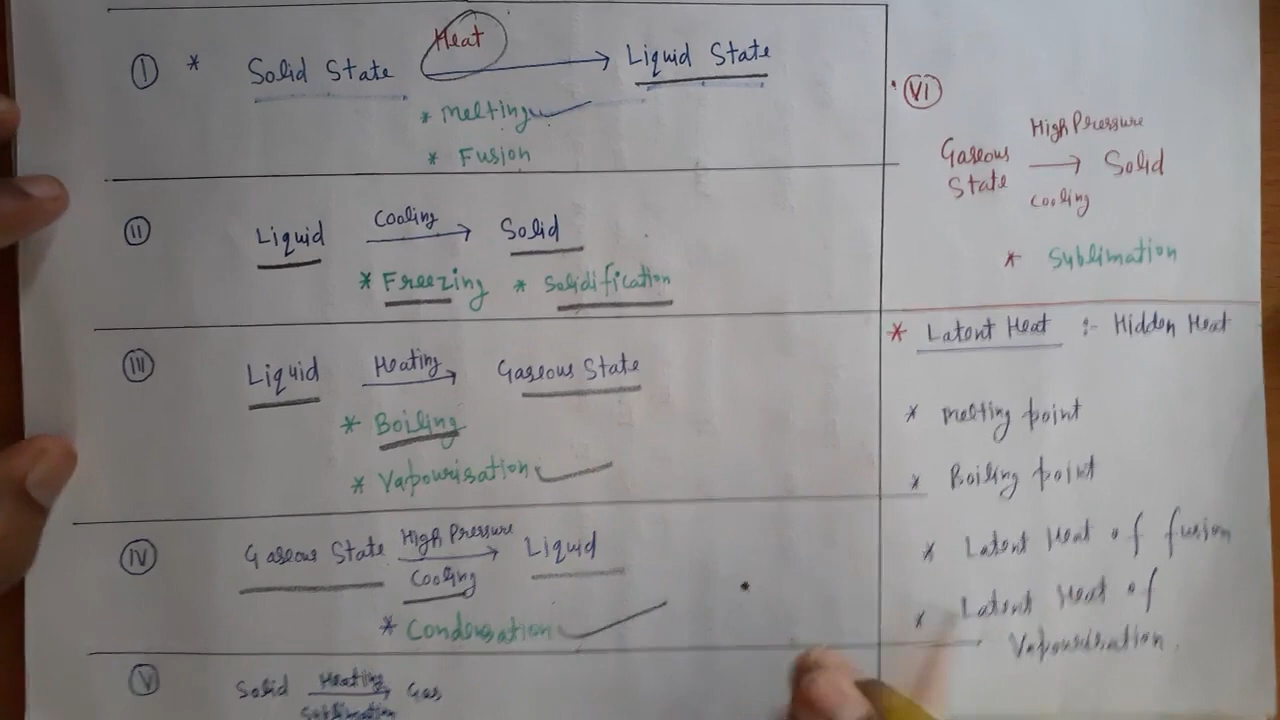 I * Solid State Heat Liquid State
* Melting
* Fusion
II Liquid Cooling Solid
* Freezing * Solidification
III Liquid Heating Gaseous State
* Boiling
* Vapourisation
IV Gaseous State High Pressure Liquid
Cooling
* Condensation
V Solid Heating Gas
Sublimation
VI
High Pressure
Gaseous State Solid
Cooling
* Sublimation
* Latent Heat :- Hidden Heat
* Melting point
* Boiling point
* Latent Heat of fusion
* Latent Heat of
Vapourisation.